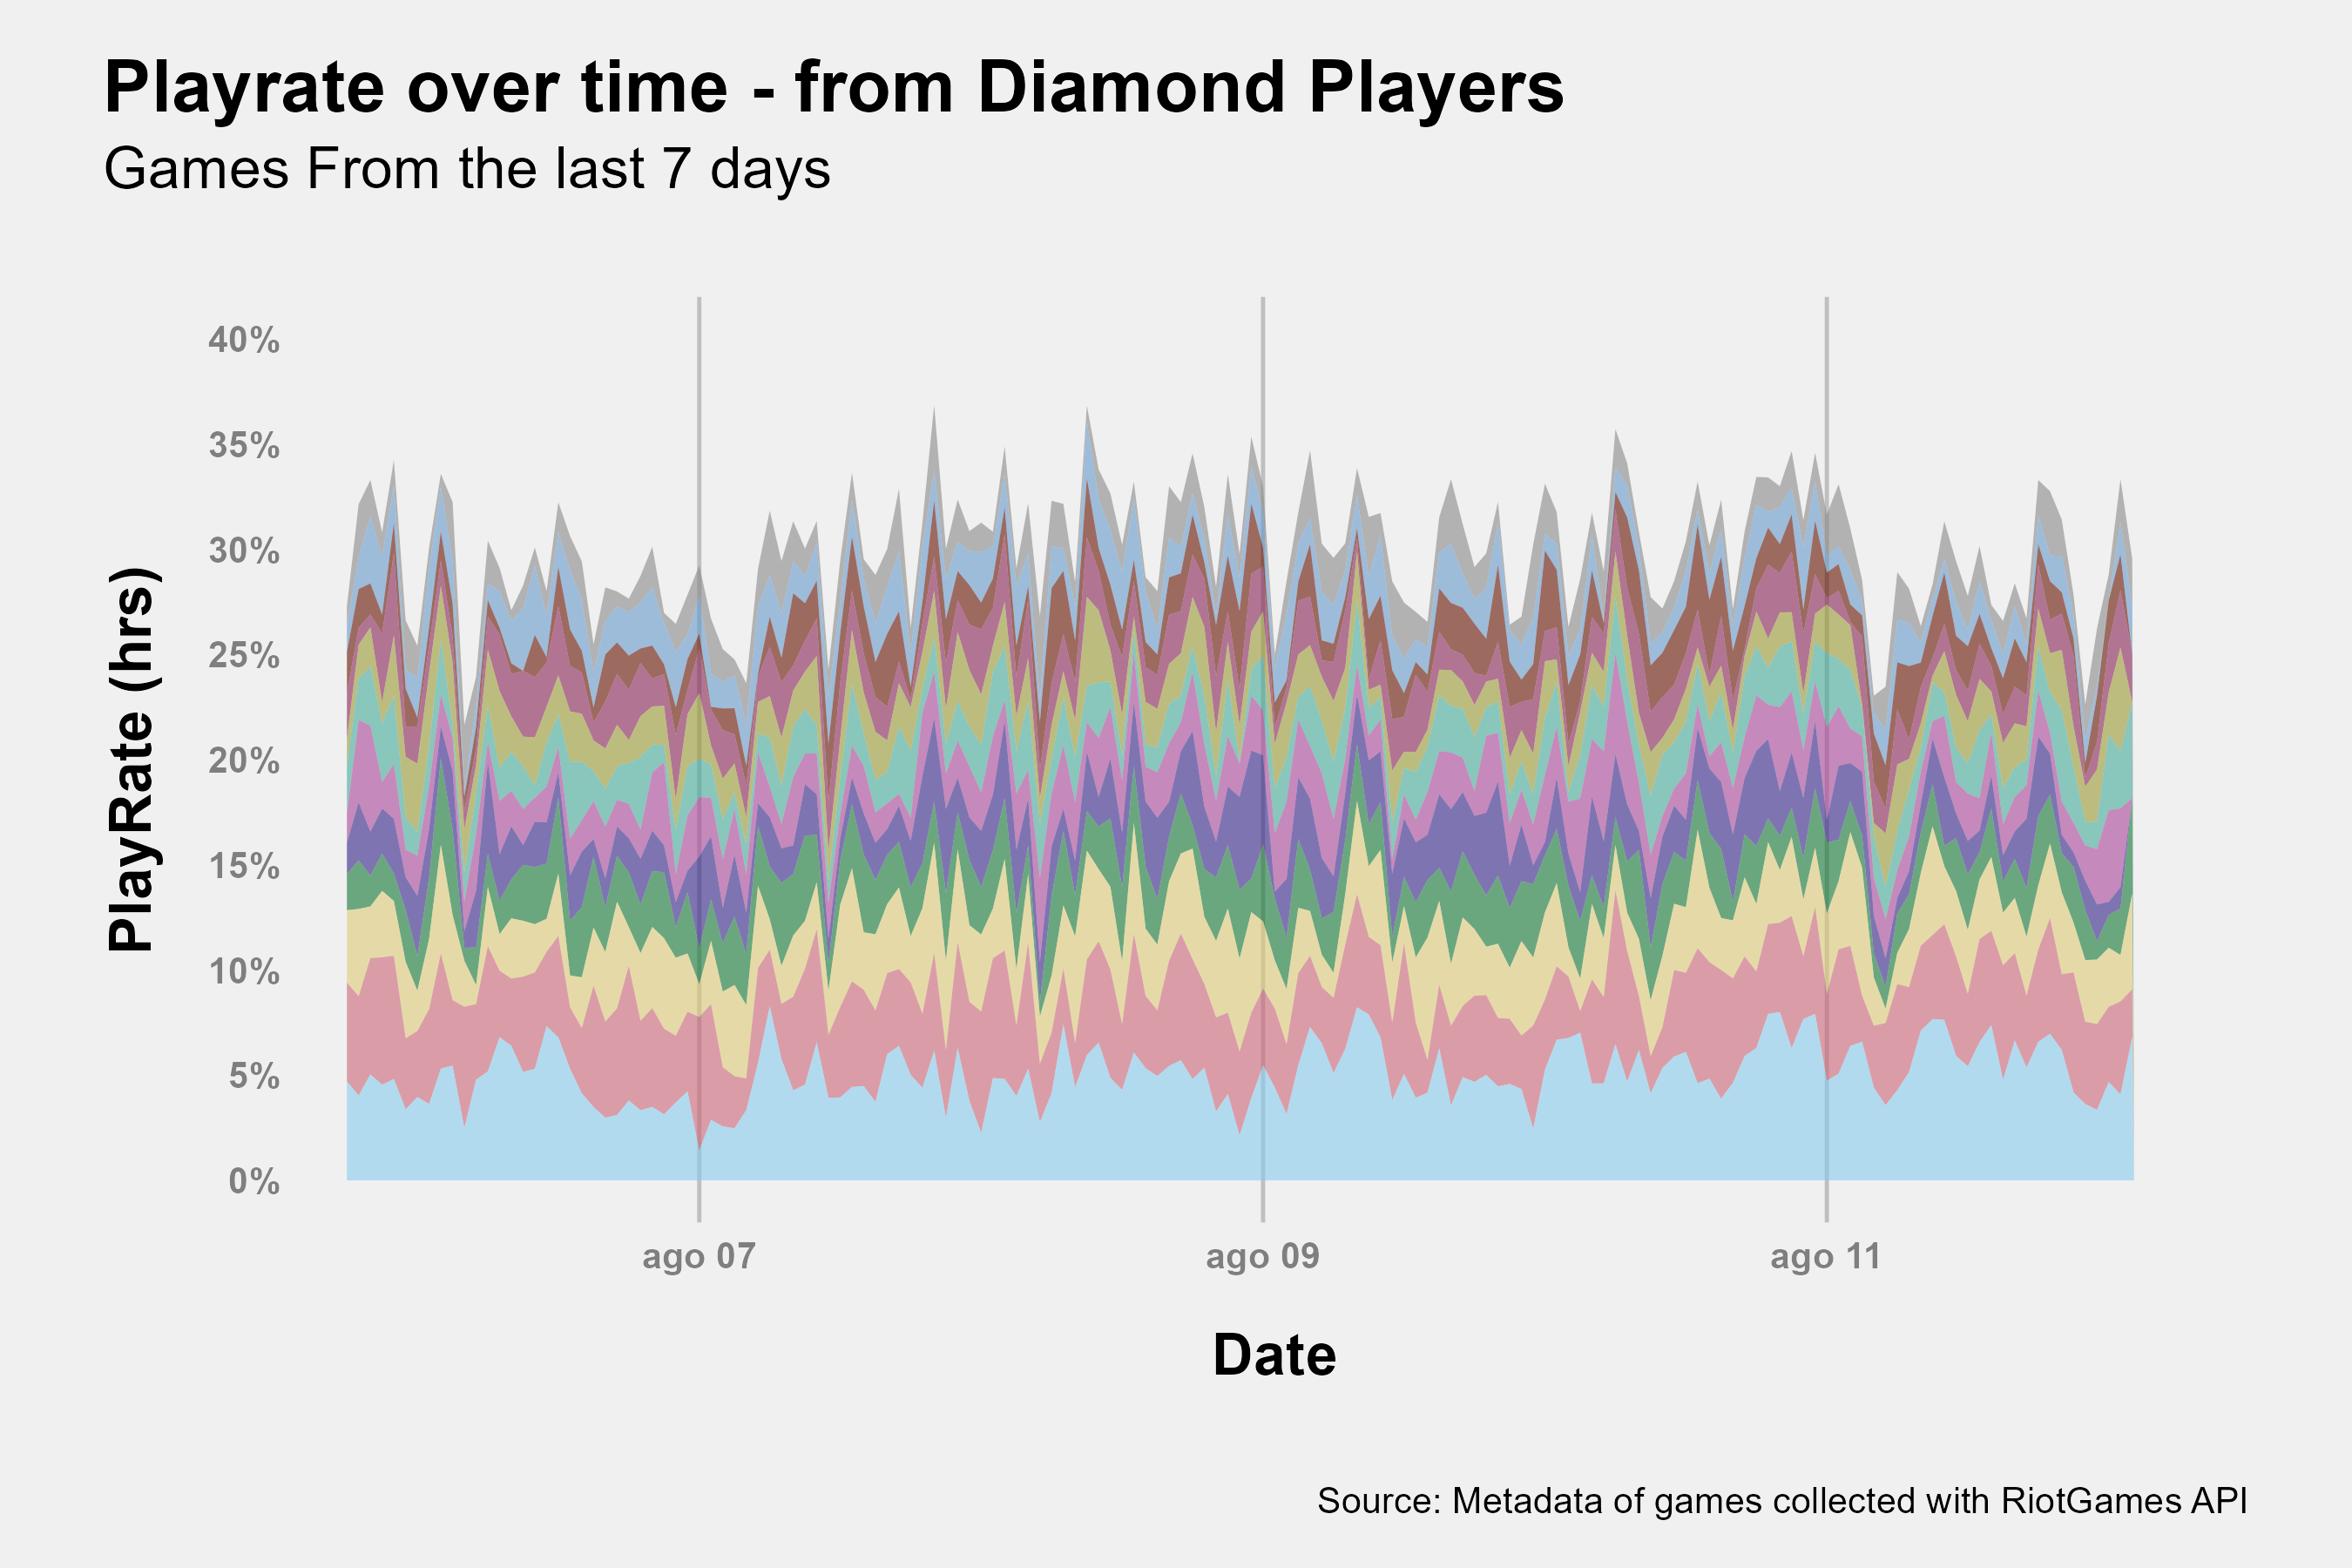 Playrate over time - from Diamond Players
Games From the last 7 days
PlayRate (hrs)
40%
35%
30%
25%
20%
15%
10%
5%
0%
ago 07
ago 09
ago 11
Date
Source: Metadata of games collected with RiotGames API